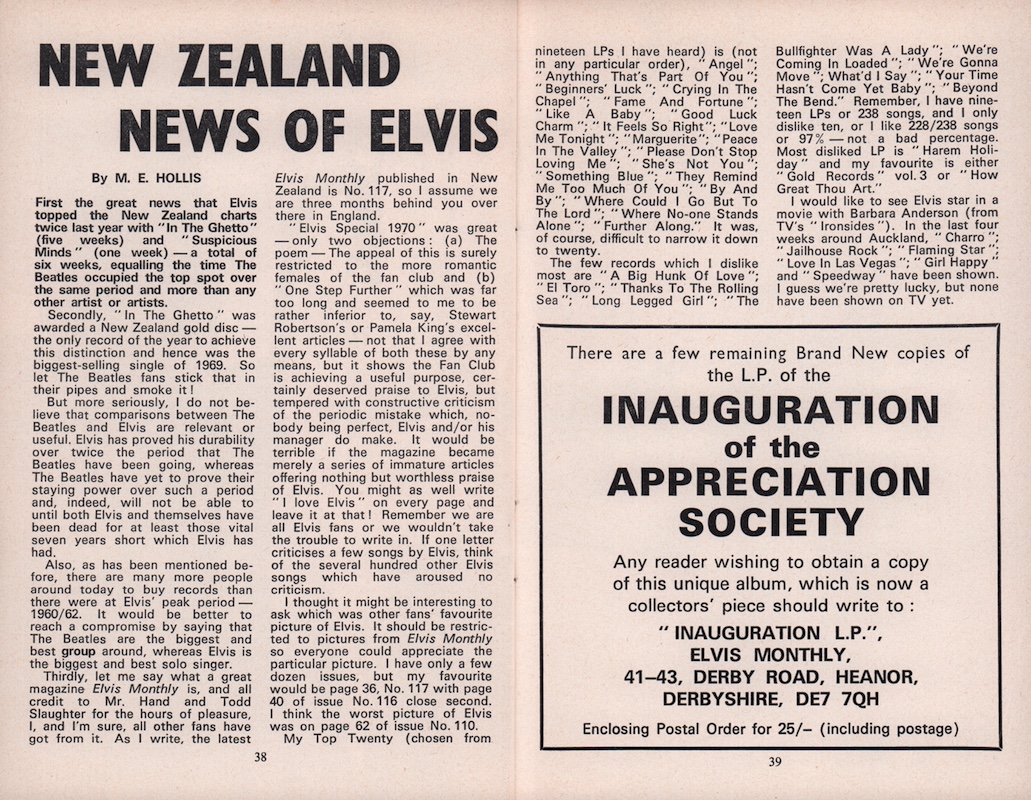 NEW ZEALAND
NEWS OF ELVIS
By M. E. HOLLIS
First the great news that Elvis
topped the New Zealand charts
twice last year with "In The Ghetto"
(five weeks) and "Suspicious
Minds" (one week) — a total of
six weeks, equalling the time The
Beatles occupied the top spot over
the same period and more than any
other artist or artists.
Secondly, "In The Ghetto" was
awarded a New Zealand gold disc —
the only record of the year to achieve
this distinction and hence was the
biggest-selling single of 1969. So
let The Beatles fans stick that in
their pipes and smoke it!
But more seriously, I do not be-
lieve that comparisons between The
Beatles and Elvis are relevant or
useful. Elvis has proved his durability
over twice the period that The
Beatles have been going, whereas
The Beatles have yet to prove their
staying power over such a period
and, indeed, will not be able to
until both Elvis and themselves have
been dead for at least those vital
seven years short which Elvis has
had.
Also, as has been mentioned be-
fore, there are many more people
around today to buy records than
there were at Elvis' peak period —
1960/62. It would be better to
reach a compromise by saying that
The Beatles are the biggest and
best group around, whereas Elvis is
the biggest and best solo singer.
Thirdly, let me say what a great
magazine Elvis Monthly is, and all
credit to Mr. Hand and Todd
Slaughter for the hours of pleasure,
I, and I'm sure, all other fans have
got from it. As I write, the latest
Elvis Monthly published in New
Zealand is No. 117, so I assume we
are three months behind you over
there in England.
"Elvis Special 1970" was great
— only two objections: (a) The
poem — The appeal of this is surely
restricted to the more romantic
females of the fan club and (b)
"One Step Further" which was far
too long and seemed to me to be
rather inferior to, say, Stewart
Robertson's or Pamela King's excel-
lent articles — not that I agree with
every syllable of both these by any
means, but it shows the Fan Club
is achieving a useful purpose, cer-
tainly deserved praise to Elvis, but
tempered with constructive criticism
of the periodic mistake which, no-
body being perfect, Elvis and/or his
manager do make. It would be
terrible if the magazine became
merely a series of immature articles
offering nothing but worthless praise
of Elvis. You might as well write
"I love Elvis" on every page and
leave it at that! Remember we are
all Elvis fans or we wouldn't take
the trouble to write in. If one letter
criticises a few songs by Elvis, think
of the several hundred other Elvis
songs which have aroused no
criticism.
I thought it might be interesting to
ask which was other fans' favourite
picture of Elvis. It should be restric-
ted to pictures from Elvis Monthly
so everyone could appreciate the
particular picture. I have only a few
dozen issues, but my favourite
would be page 36, No. 117 with page
40 of issue No. 116 close second.
I think the worst picture of Elvis
was on page 62 of issue No. 110.
My Top Twenty (chosen from
38
nineteen LPs I have heard) is (not
in any particular order), "Angel";
"Anything That's Part Of You";
"Beginners' Luck"; "Crying In The
Chapel"; "Fame And Fortune";
"Like A Baby"; "Good Luck
Charm"; "It Feels So Right"; "Love
Me Tonight"; "Marguerite"; "Peace
In The Valley"; "Please Don't Stop
Loving Me"; "She's Not You";
"Something Blue"; "They Remind
Me Too Much Of You"; "By And
By"; "Where Could I Go But To
The Lord"; "Where No-one Stands
Alone"; "Further Along." It was,
of course, difficult to narrow it down
to twenty.
The few records which I dislike
most are "A Big Hunk Of Love";
"El Toro"; "Thanks To The Rolling
Sea"; "Long Legged Girl"; "The
Bullfighter Was A Lady"; "We're
Coming In Loaded"; "We're Gonna
Move"; What'd I Say"; "Your Time
Hasn't Come Yet Baby"; "Beyond
The Bend." Remember, I have nine-
teen LPs or 238 songs, and I only
dislike ten, or I like 228/238 songs
or 97% — not a bad percentage.
Most disliked LP is "Harem Holi-
day" and my favourite is either
"Gold Records" vol. 3 or "How
Great Thou Art."
I would like to see Elvis star in a
movie with Barbara Anderson (from
TV's "Ironsides"). In the last four
weeks around Auckland, "Charro";
"Jailhouse Rock"; "Flaming Star";
"Love In Las Vegas"; "Girl Happy"
and "Speedway" have been shown.
I guess we're pretty lucky, but none
have been shown on TV yet.
There are a few remaining Brand New copies of
the L.P. of the
INAUGURATION
of the
APPRECIATION
SOCIETY
Any reader wishing to obtain a copy
of this unique album, which is now a
collectors' piece should write to:
"INAUGURATION L.P.",
ELVIS MONTHLY,
41–43, DERBY ROAD, HEANOR,
DERBYSHIRE, DE7 7QH
Enclosing Postal Order for 25/– (including postage)
39